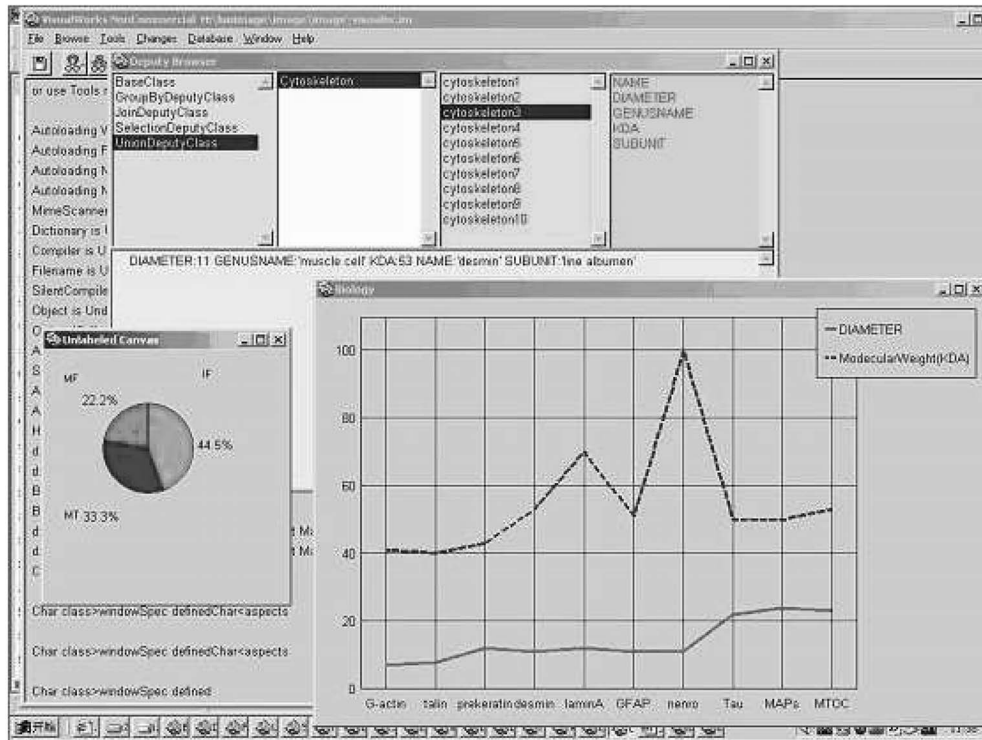 VisualWorks NonCommercial
File Browse Tools Changes Database Window Help
Deputy Browser
or use Tools
BaseClass
GroupByDeputyClass
JoinDeputyClass
SelectionDeputyClass
UnionDeputyClass
Cytoskeleton
cytoskeleton1
cytoskeleton2
cytoskeleton3
cytoskeleton4
cytoskeleton5
cytoskeleton6
cytoskeleton7
cytoskeleton8
cytoskeleton9
cytoskeleton10
NAME
DIAMETER
GENUSNAME
KDA
SUBUNIT
Autoloading V
Autoloading F
Autoloading N
Autoloading N
MimeScanner
Dictionary is U
Compiler is U
Filename is U
SilentCompile
Object is Und
DIAMETER:11 GENUSNAME:'muscle cell' KDA:53 NAME:'desmin' SUBUNIT:'line albumen'
Unlabeled Canvas
MF
IF
22.2%
44.5%
MT 33.3%
Biology
DIAMETER
ModecularWeight(KDA)
100
80
60
40
20
0
G-actin talin prekeratin desmin laminA GFAP nenro Tau MAPs MTOC
Char class>windowSpec definedChar<aspects
Char class>windowSpec definedChar<aspects
Char class>windowSpec defined
开始